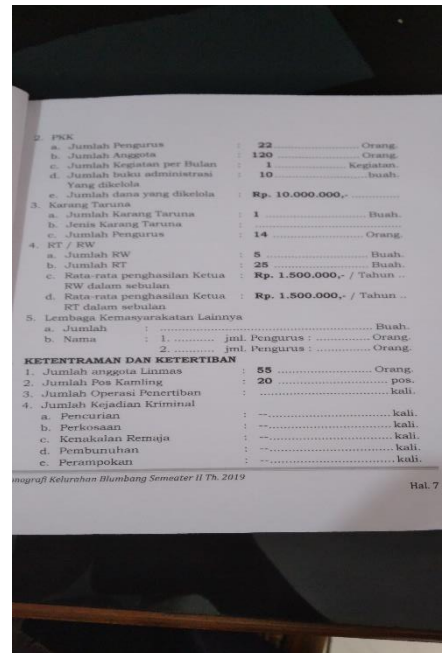 2. PKK
a. Jumlah Pengurus : 22 ........................ Orang.
b. Jumlah Anggota : 120 ...................... Orang.
c. Jumlah Kegiatan per Bulan : 1 ..................... Kegiatan.
d. Jumlah buku administrasi : 10 ........................ buah.
Yang dikelola
e. Jumlah dana yang dikelola : Rp. 10.000.000,- .............
3. Karang Taruna
a. Jumlah Karang Taruna : 1 ............................ Buah.
b. Jenis Karang Taruna : ....................................
c. Jumlah Pengurus : 14 ......................... Orang.
4. RT / RW
a. Jumlah RW : 5 ............................ Buah.
b. Jumlah RT : 25 .......................... Buah.
c. Rata-rata penghasilan Ketua : Rp. 1.500.000,- / Tahun ..
RW dalam sebulan
d. Rata-rata penghasilan Ketua : Rp. 1.500.000,- / Tahun ..
RT dalam sebulan
5. Lembaga Kemasyarakatan Lainnya
a. Jumlah : ................................................ Buah.
b. Nama : 1. ........... jml. Pengurus : ............ Orang.
2. ........... jml. Pengurus : ............ Orang.
KETENTRAMAN DAN KETERTIBAN
1. Jumlah anggota Linmas : 55 .......................... Orang.
2. Jumlah Pos Kamling : 20 ............................ pos.
3. Jumlah Operasi Penertiban : ................................ kali.
4. Jumlah Kejadian Kriminal
a. Pencurian : --............................... kali.
b. Perkosaan : --............................... kali.
c. Kenakalan Remaja : --............................... kali.
d. Pembunuhan : --............................... kali.
e. Perampokan : --............................... kali.
nografi Kelurahan Blumbang Semeater II Th. 2019
Hal. 7